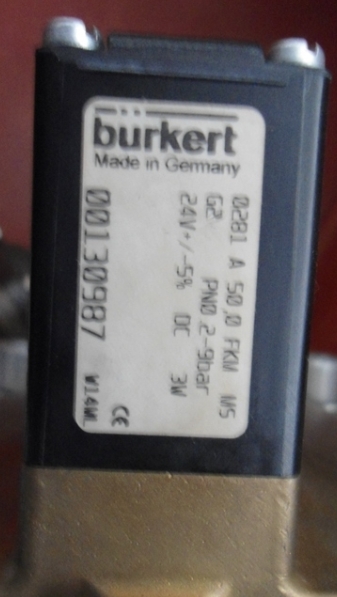 bürkert
Made in Germany
0281 A 50,0 FKM MS
G2 PN0,2-9bar
24V+/-5% DC 3W
00130987 W14ML
CE